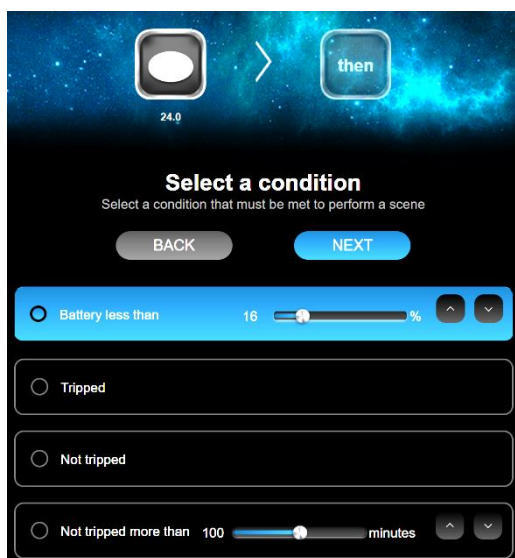 then
24.0
Select a condition
Select a condition that must be met to perform a scene
BACK NEXT
Battery less than 16 %
Tripped
Not tripped
Not tripped more than 100 minutes